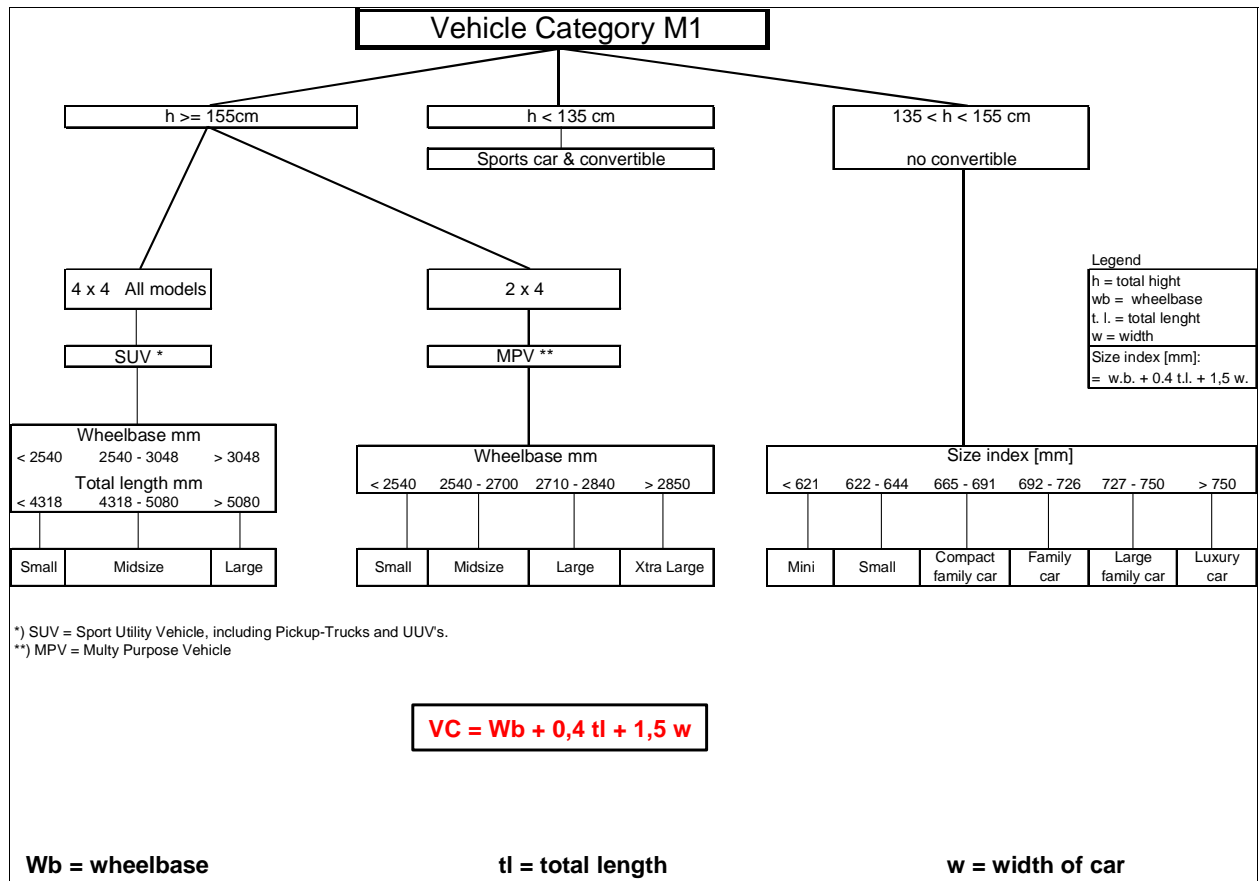 Vehicle Category M1
h >= 155cm
h < 135 cm
135 < h < 155 cm
Sports car & convertible
no convertible
4 x 4 All models
2 x 4
SUV *
MPV **
Legend
h = total hight
wb = wheelbase
t. l. = total lenght
w = width
Size index [mm]:
= w.b. + 0.4 t.l. + 1,5 w.
Wheelbase mm
< 2540 2540 - 3048 > 3048
Total length mm
< 4318 4318 - 5080 > 5080
Small Midsize Large
Wheelbase mm
< 2540 2540 - 2700 2710 - 2840 > 2850
Small Midsize Large Xtra Large
Size index [mm]
< 621 622 - 644 665 - 691 692 - 726 727 - 750 > 750
Mini Small Compact family car Family car Large family car Luxury car
*) SUV = Sport Utility Vehicle, including Pickup-Trucks and UUV's.
**) MPV = Multy Purpose Vehicle
VC = Wb + 0,4 tl + 1,5 w
Wb = wheelbase tl = total length w = width of car